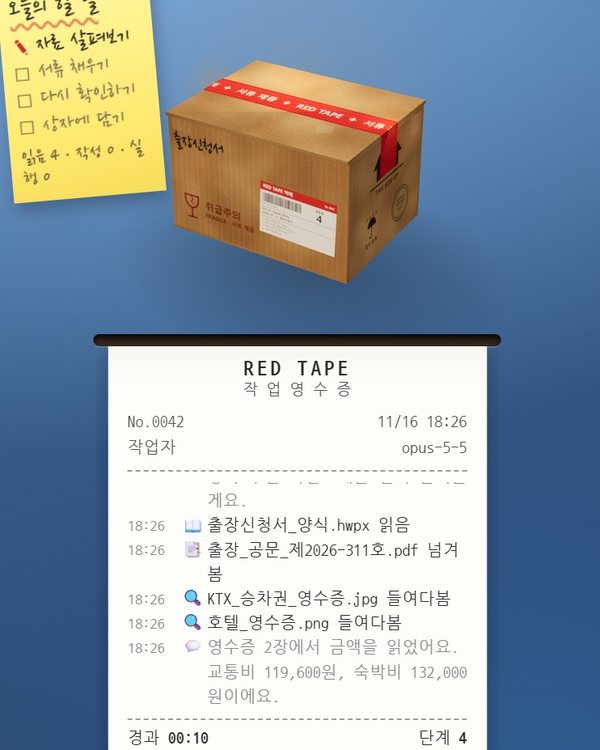 오늘의 할 일
자료 살펴보기
서류 채우기
다시 확인하기
상자에 담기
읽음 4 · 작성 0 · 실
행 0
서류 제출 + RED TAPE + 서류
출장신청서
취급주의
FRAGILE
RED TAPE 택배
4
RED TAPE
작업영수증
No.0042 11/16 18:26
작업자 opus-5-5
게요.
18:26 출장신청서_양식.hwpx 읽음
18:26 출장_공문_제2026-311호.pdf 넘겨
봄
18:26 KTX_승차권_영수증.jpg 들여다봄
18:26 호텔_영수증.png 들여다봄
18:26 영수증 2장에서 금액을 읽었어요.
교통비 119,600원, 숙박비 132,000
원이에요.
경과 00:10 단계 4